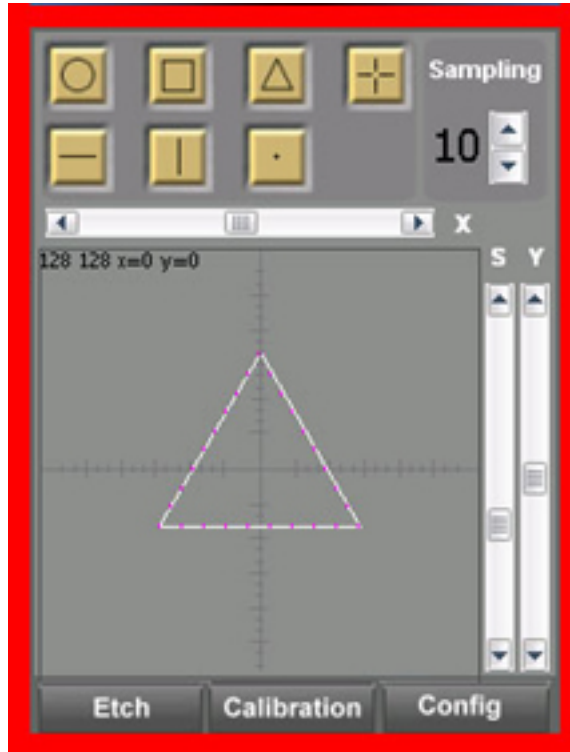 Sampling
10
X
128 128 x=0 y=0
S Y
Etch Calibration Config